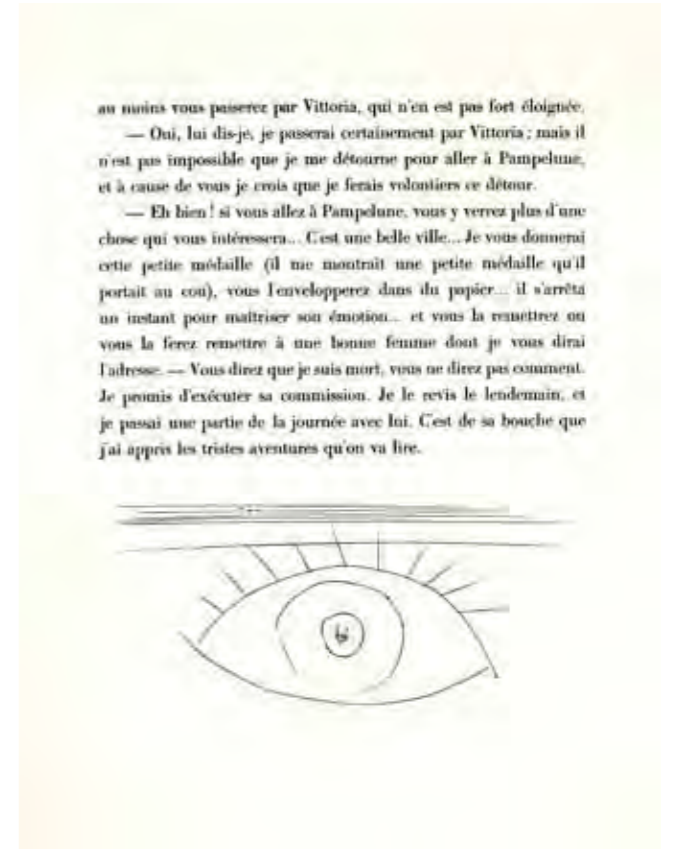 au moins vous passerez par Vittoria, qui n'en est pas fort éloignée.
— Oui, lui dis-je, je passerai certainement par Vittoria ; mais il
n'est pas impossible que je me détourne pour aller à Pampelune,
et à cause de vous je crois que je ferais volontiers ce détour.
— Eh bien ! si vous allez à Pampelune, vous y verrez plus d'une
chose qui vous intéressera... C'est une belle ville... Je vous donnerai
cette petite médaille (il me montrait une petite médaille qu'il
portait au cou), vous l'envelopperez dans du papier... il s'arrêta
un instant pour maîtriser son émotion... et vous la remettrez ou
vous la ferez remettre à une bonne femme dont je vous dirai
l'adresse. — Vous direz que je suis mort, vous ne direz pas comment.
Je promis d'exécuter sa commission. Je le revis le lendemain, et
je passai une partie de la journée avec lui. C'est de sa bouche que
j'ai appris les tristes aventures qu'on va lire.